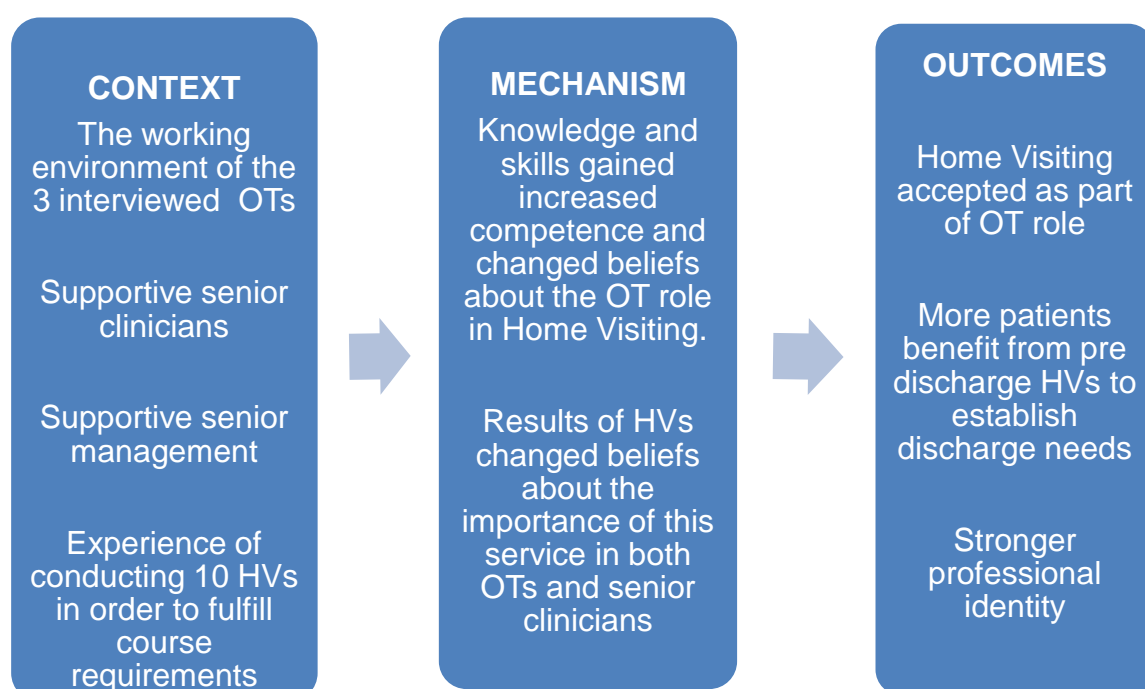 CONTEXT
The working
environment of the
3 interviewed OTs
Supportive senior
clinicians
Supportive senior
management
Experience of
conducting 10 HVs
in order to fulfill
course
requirements
MECHANISM
Knowledge and
skills gained
increased
competence and
changed beliefs
about the OT role
in Home Visiting.
Results of HVs
changed beliefs
about the
importance of this
service in both
OTs and senior
clinicians
OUTCOMES
Home Visiting
accepted as part
of OT role
More patients
benefit from pre
discharge HVs to
establish
discharge needs
Stronger
professional
identity